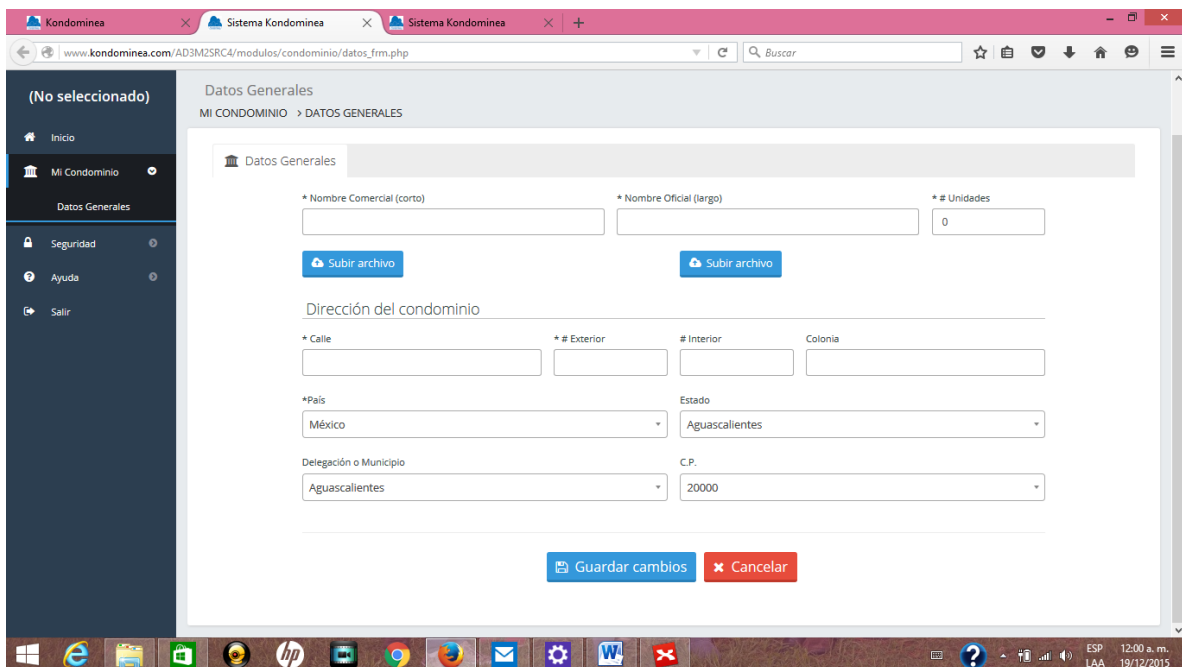 Kondominea
Sistema Kondominea
Sistema Kondominea
www.kondominea.com/AD3M2SRC4/modulos/condominio/datos_frm.php
Buscar
(No seleccionado)
Inicio
Mi Condominio
Datos Generales
Seguridad
Ayuda
Salir
Datos Generales
MI CONDOMINIO > DATOS GENERALES
Datos Generales
* Nombre Comercial (corto) * Nombre Oficial (largo) * # Unidades
0
Subir archivo Subir archivo
Dirección del condominio
* Calle * # Exterior # Interior Colonia
*País Estado
México Aguascalientes
Delegación o Municipio C.P.
Aguascalientes 20000
Guardar cambios Cancelar
hp
ESP 12:00 a. m.
LAA 19/12/2015